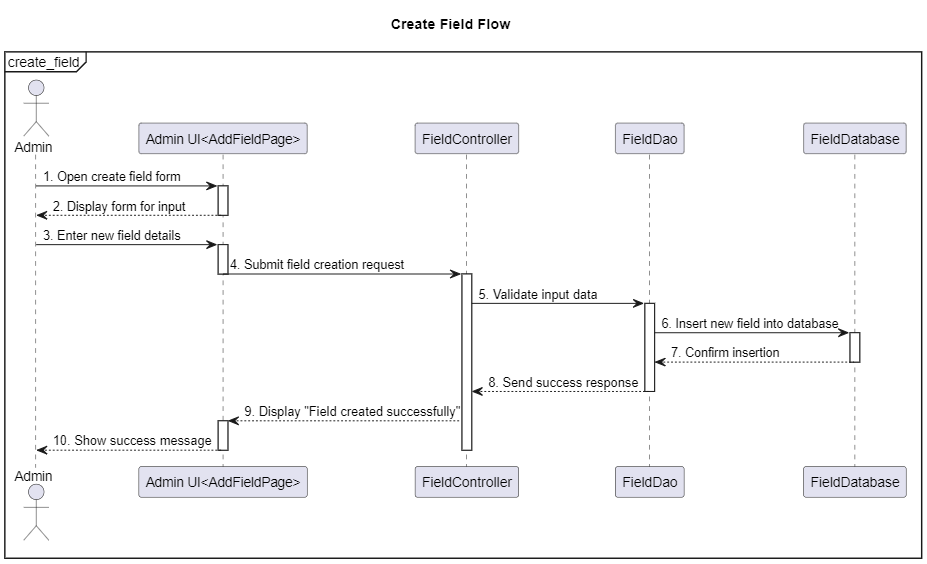 Create Field Flow
create_field
Admin
Admin UI<AddFieldPage>
FieldController
FieldDao
FieldDatabase
1. Open create field form
2. Display form for input
3. Enter new field details
4. Submit field creation request
5. Validate input data
6. Insert new field into database
7. Confirm insertion
8. Send success response
9. Display "Field created successfully"
10. Show success message
Admin
Admin UI<AddFieldPage>
FieldController
FieldDao
FieldDatabase